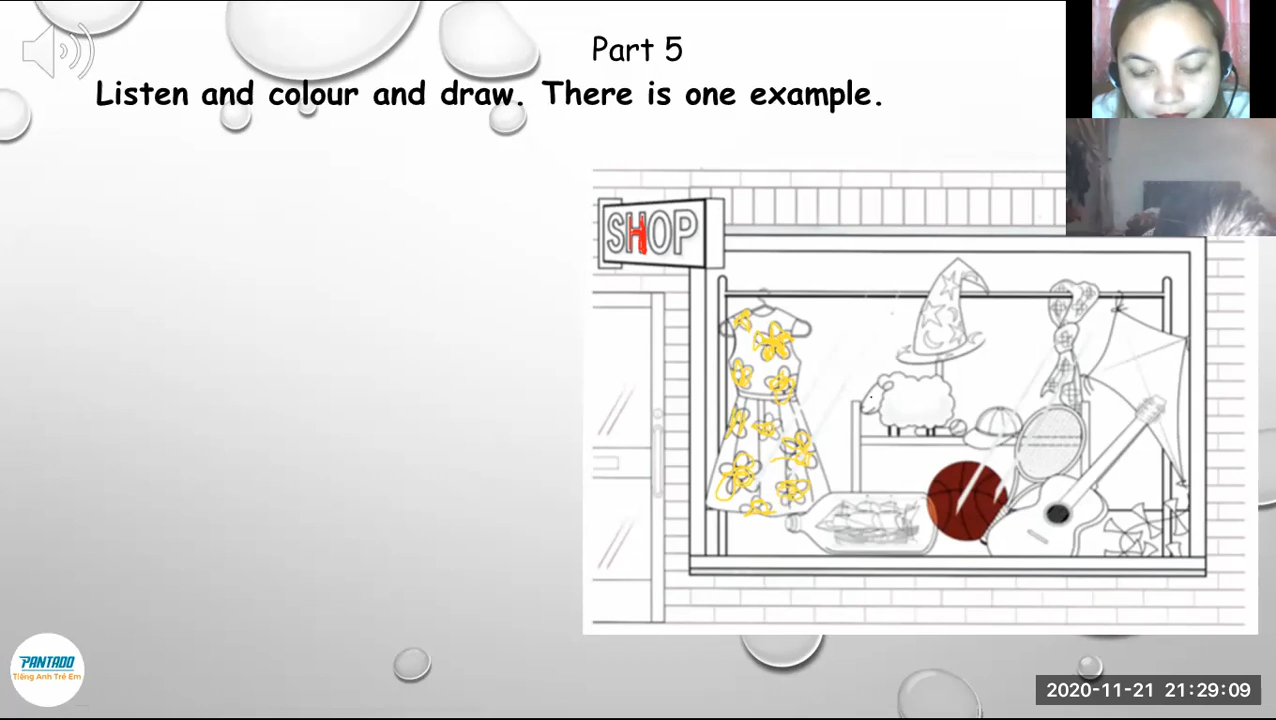 Part 5
Listen and colour and draw. There is one example.
SHOP
PANTADO
Tiếng Anh Trẻ Em
2020-11-21 21:29:09